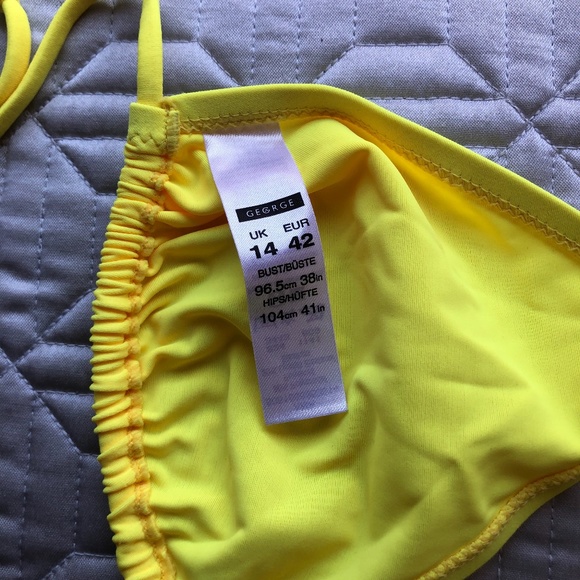 GEORGE
UK EUR
14 42
BUST/BÜSTE
96.5cm 38in
HIPS/HÜFTE
104cm 41in